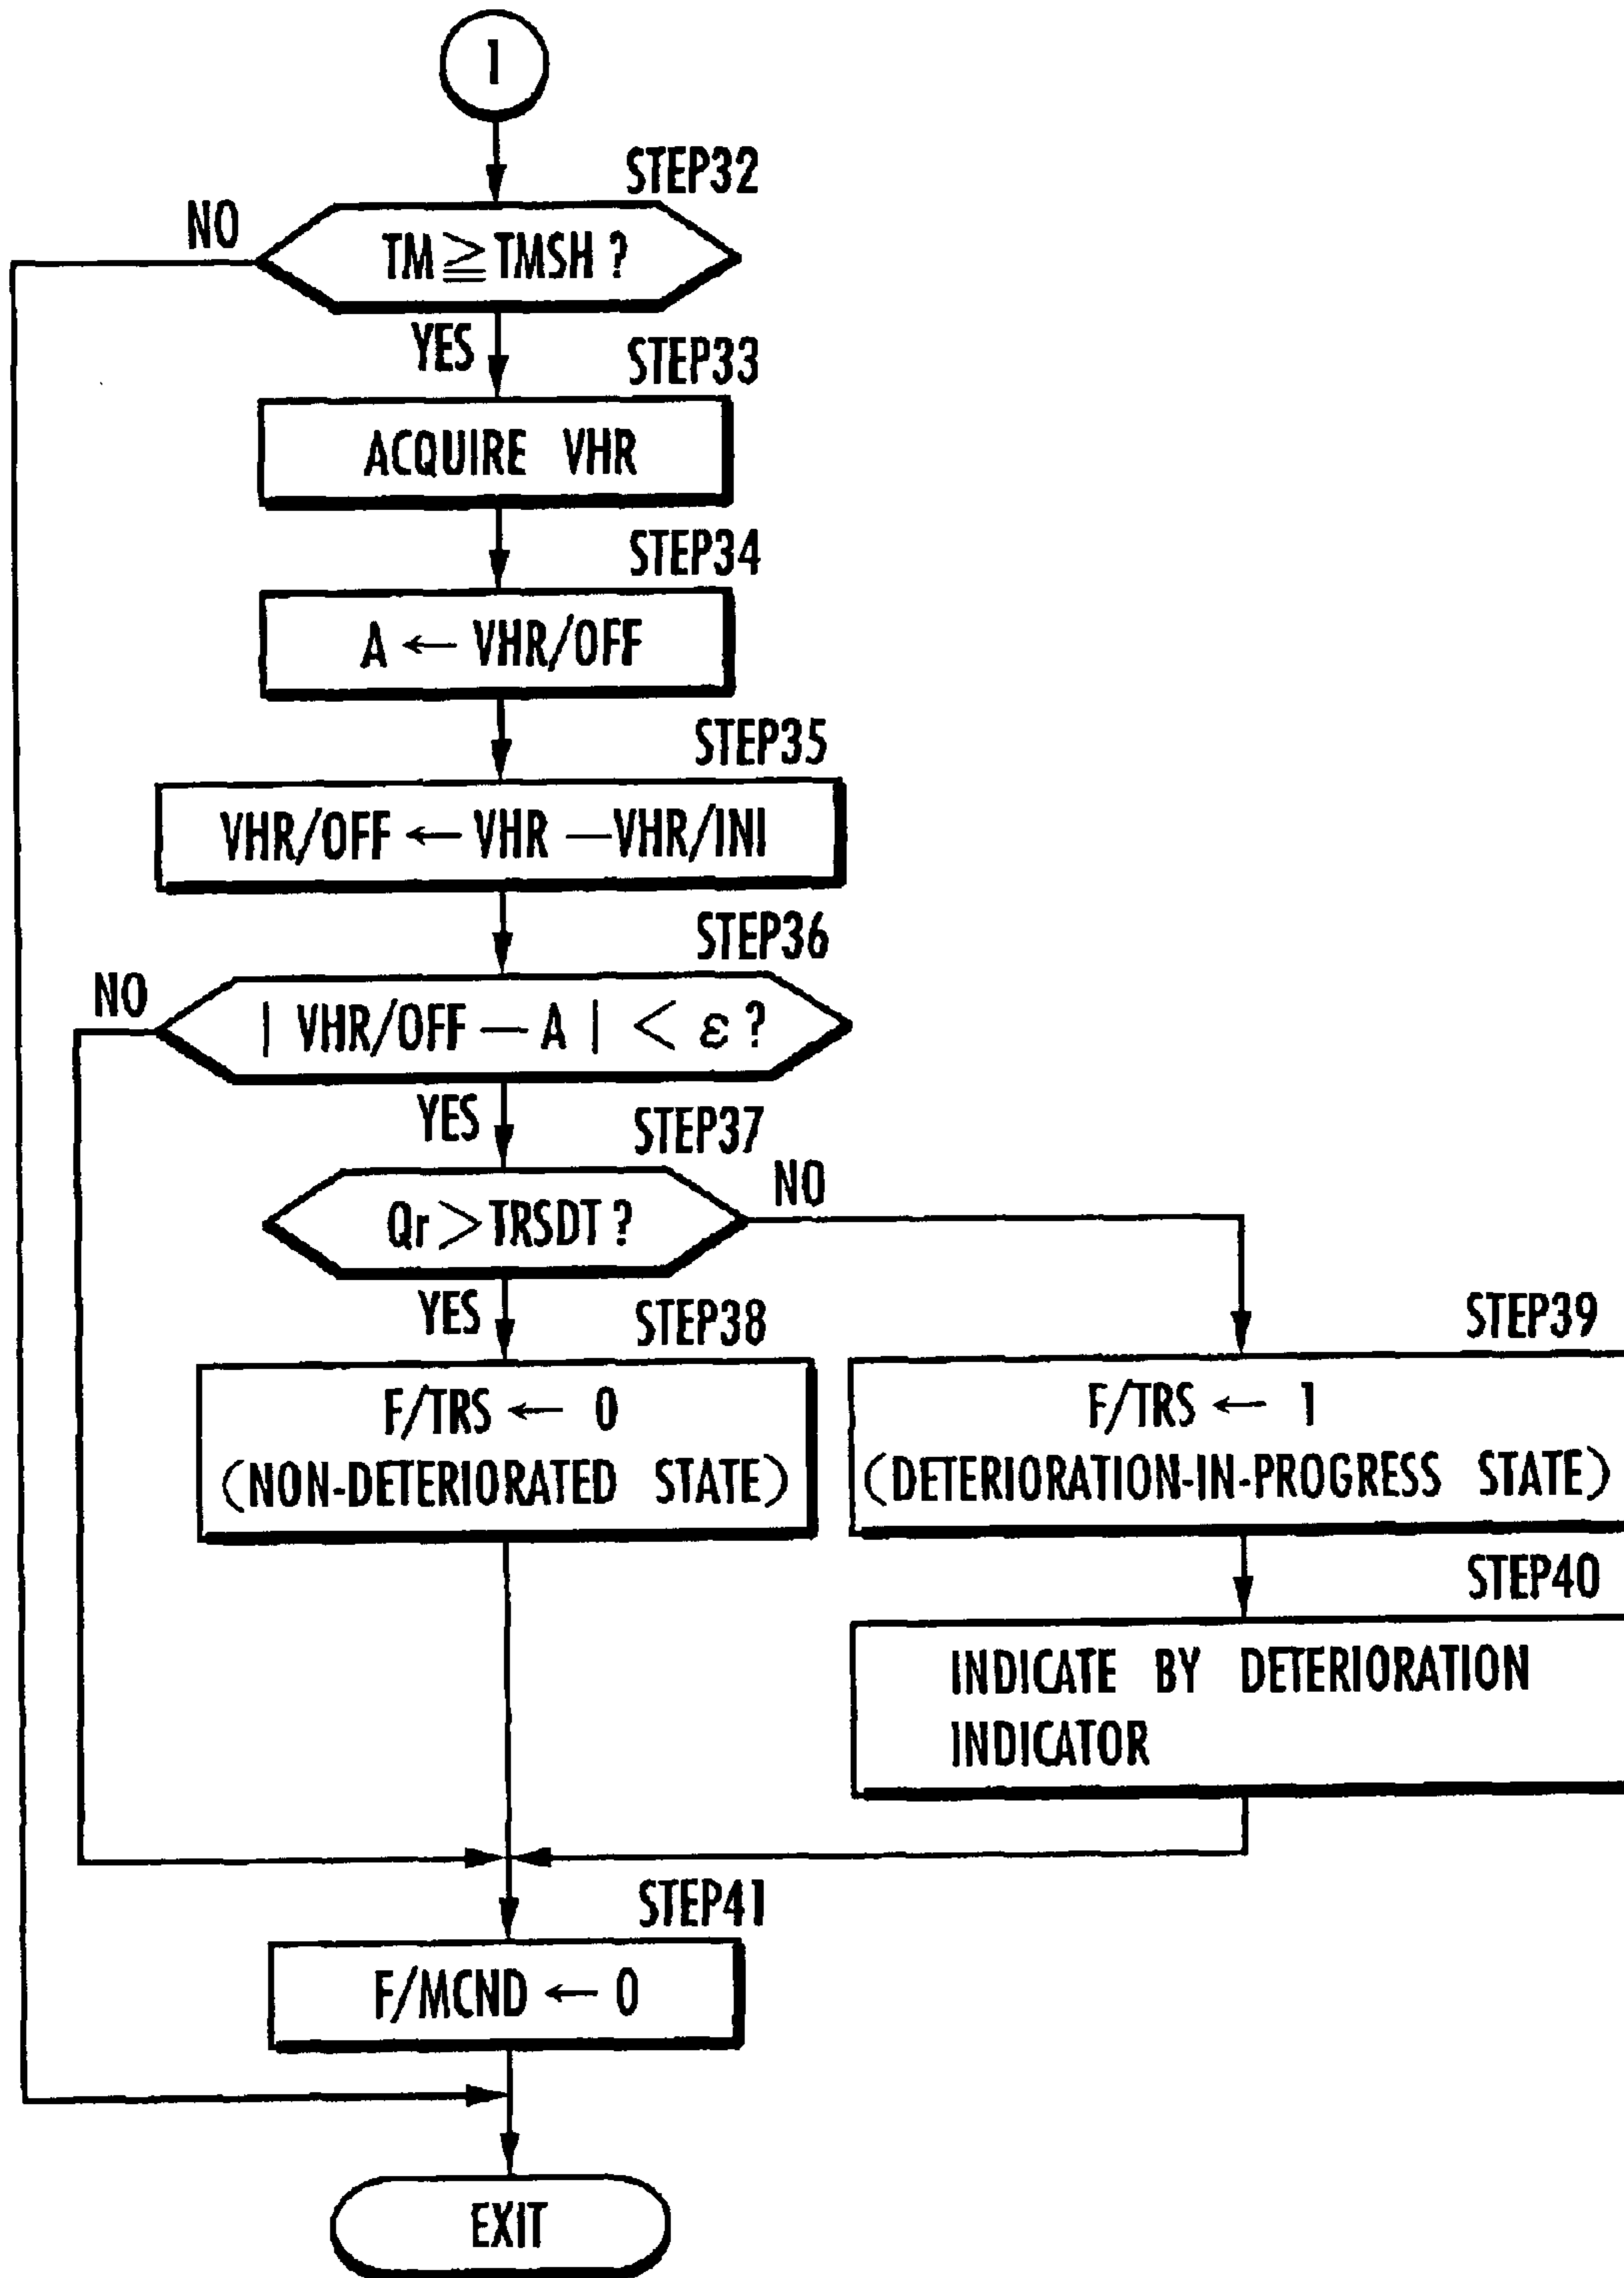 1
STEP32
NO
TM ≧ TMSH ?
YES
STEP33
ACQUIRE VHR
STEP34
A ← VHR/OFF
STEP35
VHR/OFF ← VHR — VHR/INI
STEP36
NO
| VHR/OFF — A | < ε ?
YES
STEP37
NO
Qr > TRSDT ?
YES
STEP38
F/TRS ← 0
(NON-DETERIORATED STATE)
STEP39
F/TRS ← 1
(DETERIORATION-IN-PROGRESS STATE)
STEP40
INDICATE BY DETERIORATION
INDICATOR
STEP41
F/MCND ← 0
EXIT